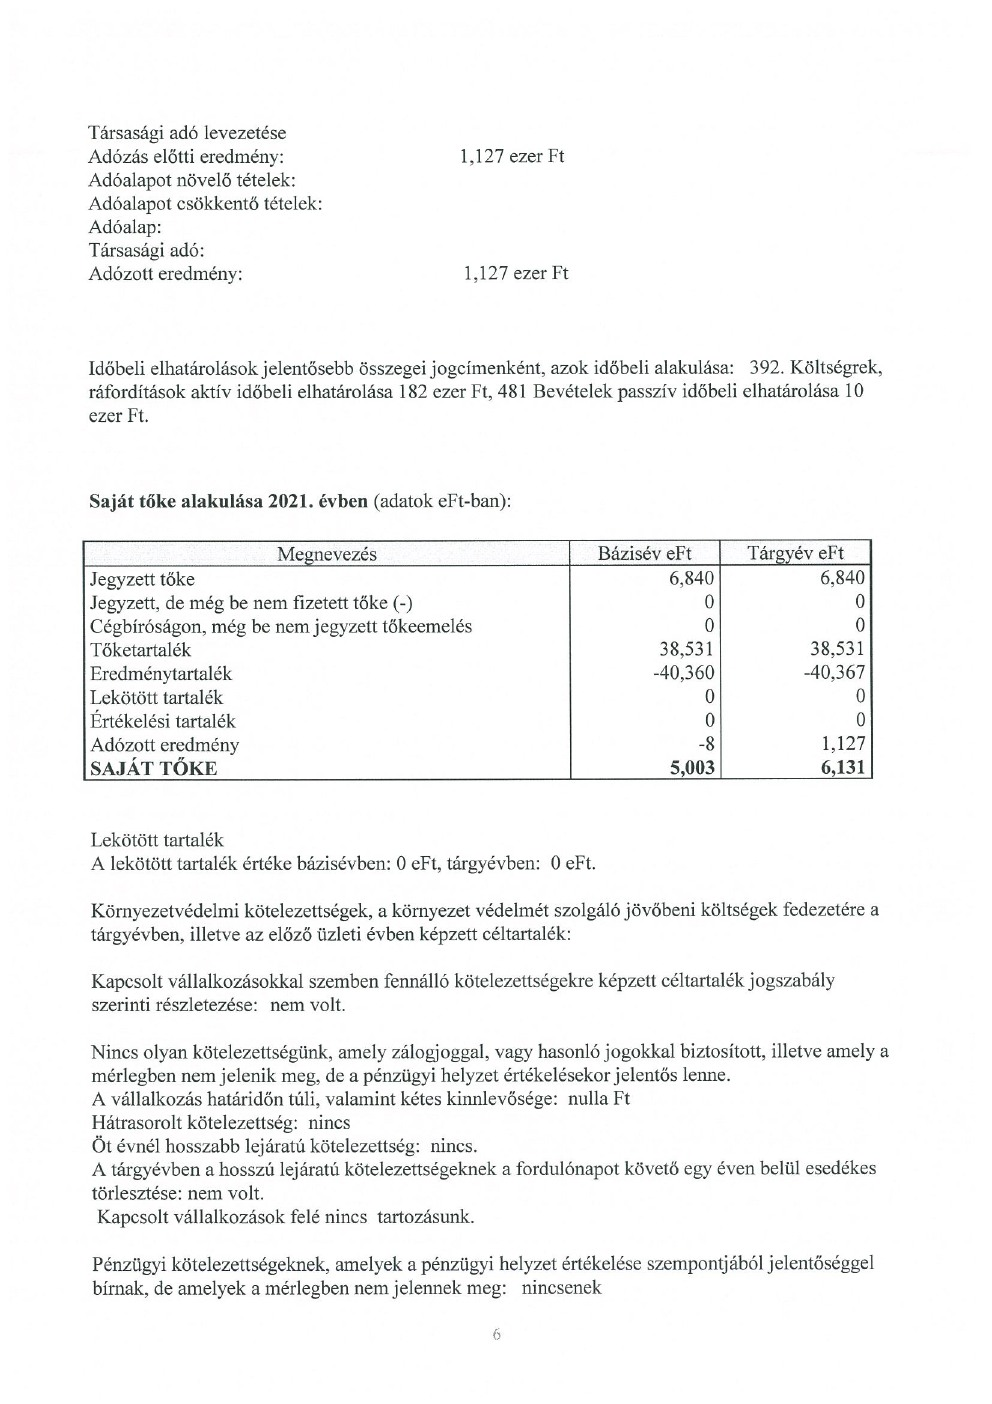 Társasági adó levezetése
Adózás előtti eredmény: 1,127 ezer Ft
Adóalapot növelő tételek:
Adóalapot csökkentő tételek:
Adóalap:
Társasági adó:
Adózott eredmény: 1,127 ezer Ft
Időbeli elhatárolások jelentősebb összegei jogcímenként, azok időbeli alakulása: 392. Költségrek,
ráfordítások aktív időbeli elhatárolása 182 ezer Ft, 481 Bevételek passzív időbeli elhatárolása 10
ezer Ft.
Saját tőke alakulása 2021. évben (adatok eFt-ban):
Megnevezés Bázisév eFt Tárgyév eFt
Jegyzett tőke 6,840 6,840
Jegyzett, de még be nem fizetett tőke (-) 0 0
Cégbíróságon, még be nem jegyzett tőkeemelés 0 0
Tőketartalék 38,531 38,531
Eredménytartalék -40,360 -40,367
Lekötött tartalék 0 0
Értékelési tartalék 0 0
Adózott eredmény -8 1,127
SAJÁT TŐKE 5,003 6,131
Lekötött tartalék
A lekötött tartalék értéke bázisévben: 0 eFt, tárgyévben: 0 eFt.
Környezetvédelmi kötelezettségek, a környezet védelmét szolgáló jövőbeni költségek fedezetére a
tárgyévben, illetve az előző üzleti évben képzett céltartalék:
Kapcsolt vállalkozásokkal szemben fennálló kötelezettségekre képzett céltartalék jogszabály
szerinti részletezése: nem volt.
Nincs olyan kötelezettségünk, amely zálogjoggal, vagy hasonló jogokkal biztosított, illetve amely a
mérlegben nem jelenik meg, de a pénzügyi helyzet értékelésekor jelentős lenne.
A vállalkozás határidőn túli, valamint kétes kinnlevősége: nulla Ft
Hátrasorolt kötelezettség: nincs
Öt évnél hosszabb lejáratú kötelezettség: nincs.
A tárgyévben a hosszú lejáratú kötelezettségeknek a fordulónapot követő egy éven belül esedékes
törlesztése: nem volt.
Kapcsolt vállalkozások felé nincs tartozásunk.
Pénzügyi kötelezettségeknek, amelyek a pénzügyi helyzet értékelése szempontjából jelentőséggel
bírnak, de amelyek a mérlegben nem jelennek meg: nincsenek
6